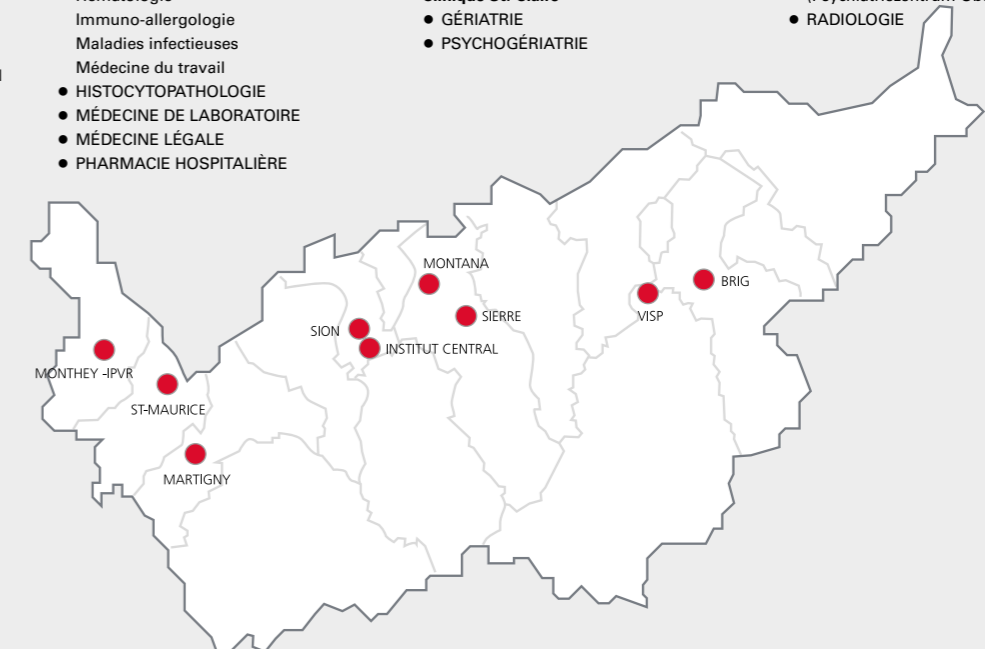 Immuno-allergologie
Maladies infectieuses
Médecine du travail
● HISTOCYTOPATHOLOGIE
● MÉDECINE DE LABORATOIRE
● MÉDECINE LÉGALE
● PHARMACIE HOSPITALIÈRE
● GÉRIATRIE
● PSYCHOGÉRIATRIE
● RADIOLOGIE
MONTANA
SIERRE
SION
INSTITUT CENTRAL
VISP
BRIG
MONTHEY -IPVR
ST-MAURICE
MARTIGNY